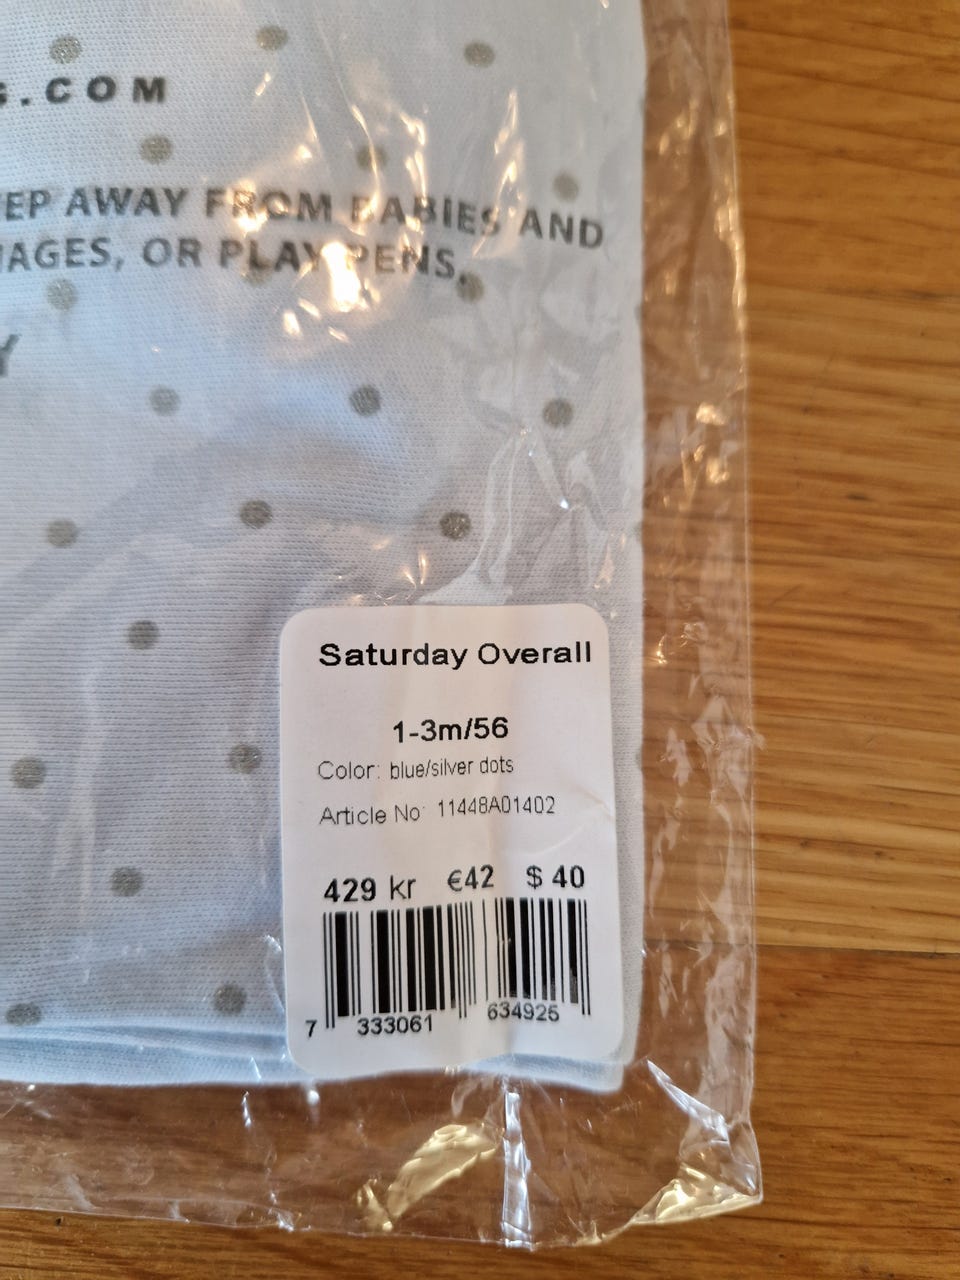 G.COM
EP AWAY FROM BABIES AND
IAGES, OR PLAY PENS.
Y
Saturday Overall
1-3m/56
Color: blue/silver dots
Article No: 11448A01402
429 kr €42 $ 40
7 333061 634925